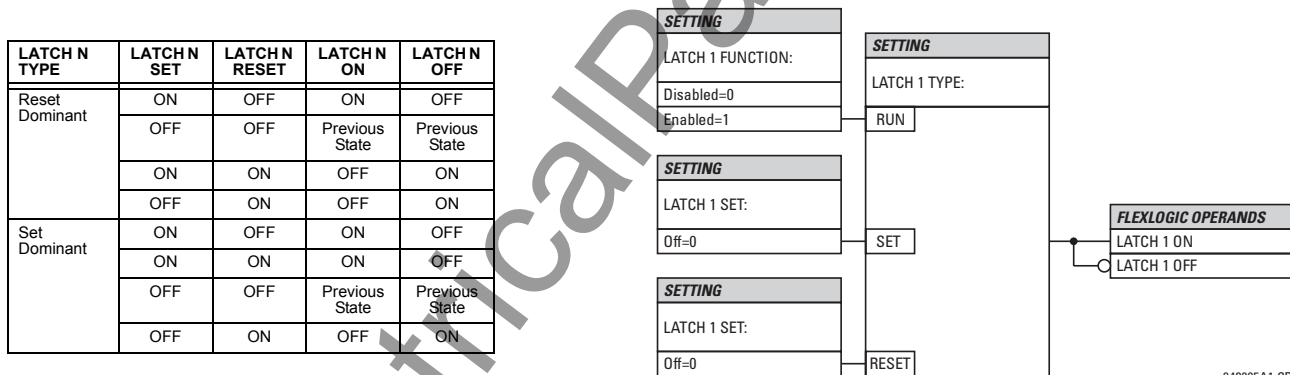 LATCH N TYPE LATCH N SET LATCH N RESET LATCH N ON LATCH N OFF
Reset Dominant ON OFF ON OFF
OFF OFF Previous State Previous State
ON ON OFF ON
OFF ON OFF ON
Set Dominant ON OFF ON OFF
ON ON ON OFF
OFF OFF Previous State Previous State
OFF ON OFF ON
SETTING
LATCH 1 FUNCTION:
Disabled=0
Enabled=1
SETTING
LATCH 1 SET:
Off=0
SETTING
LATCH 1 SET:
Off=0
SETTING
LATCH 1 TYPE:
RUN
SET
RESET
FLEXLOGIC OPERANDS
LATCH 1 ON
LATCH 1 OFF
tricalPa